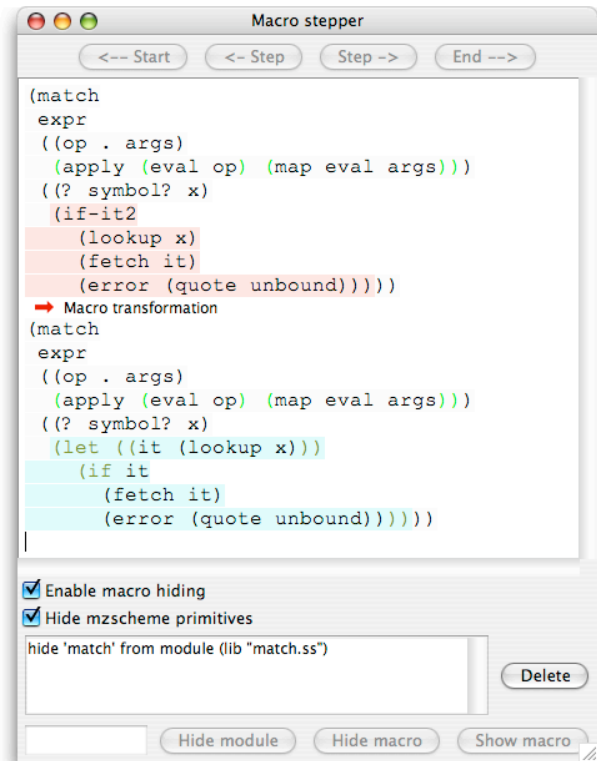 Macro stepper
<-- Start <- Step Step -> End -->
(match
expr
((op . args)
(apply (eval op) (map eval args)))
((? symbol? x)
(if-it2
(lookup x)
(fetch it)
(error (quote unbound)))))
Macro transformation
(match
expr
((op . args)
(apply (eval op) (map eval args)))
((? symbol? x)
(let ((it (lookup x)))
(if it
(fetch it)
(error (quote unbound))))))
Enable macro hiding
Hide mzscheme primitives
hide 'match' from module (lib "match.ss")
Delete
Hide module Hide macro Show macro